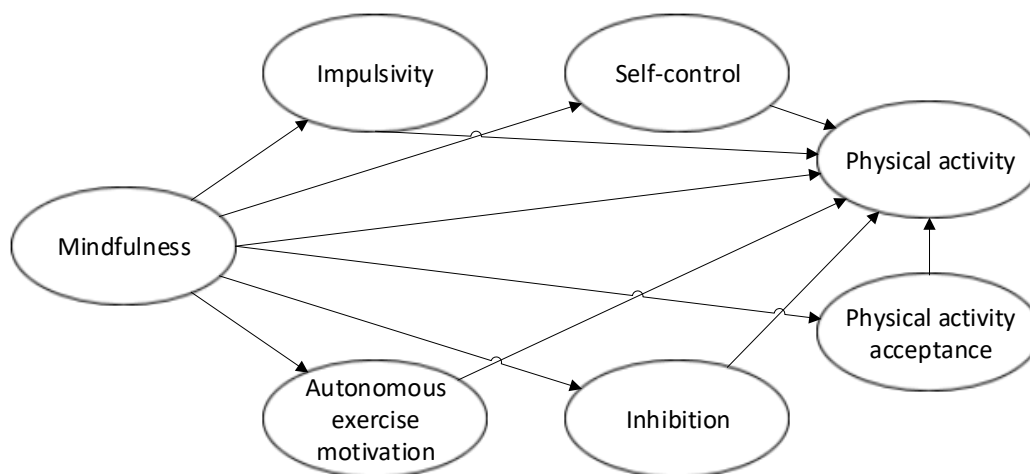 Impulsivity
Self-control
Physical activity
Mindfulness
Physical activity
acceptance
Autonomous
exercise
motivation
Inhibition